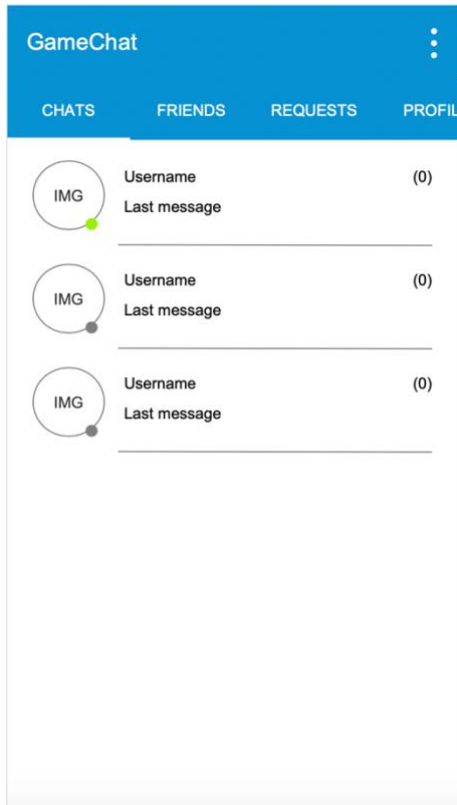 GameChat
CHATS FRIENDS REQUESTS PROFIL
IMG Username (0)
Last message
IMG Username (0)
Last message
IMG Username (0)
Last message